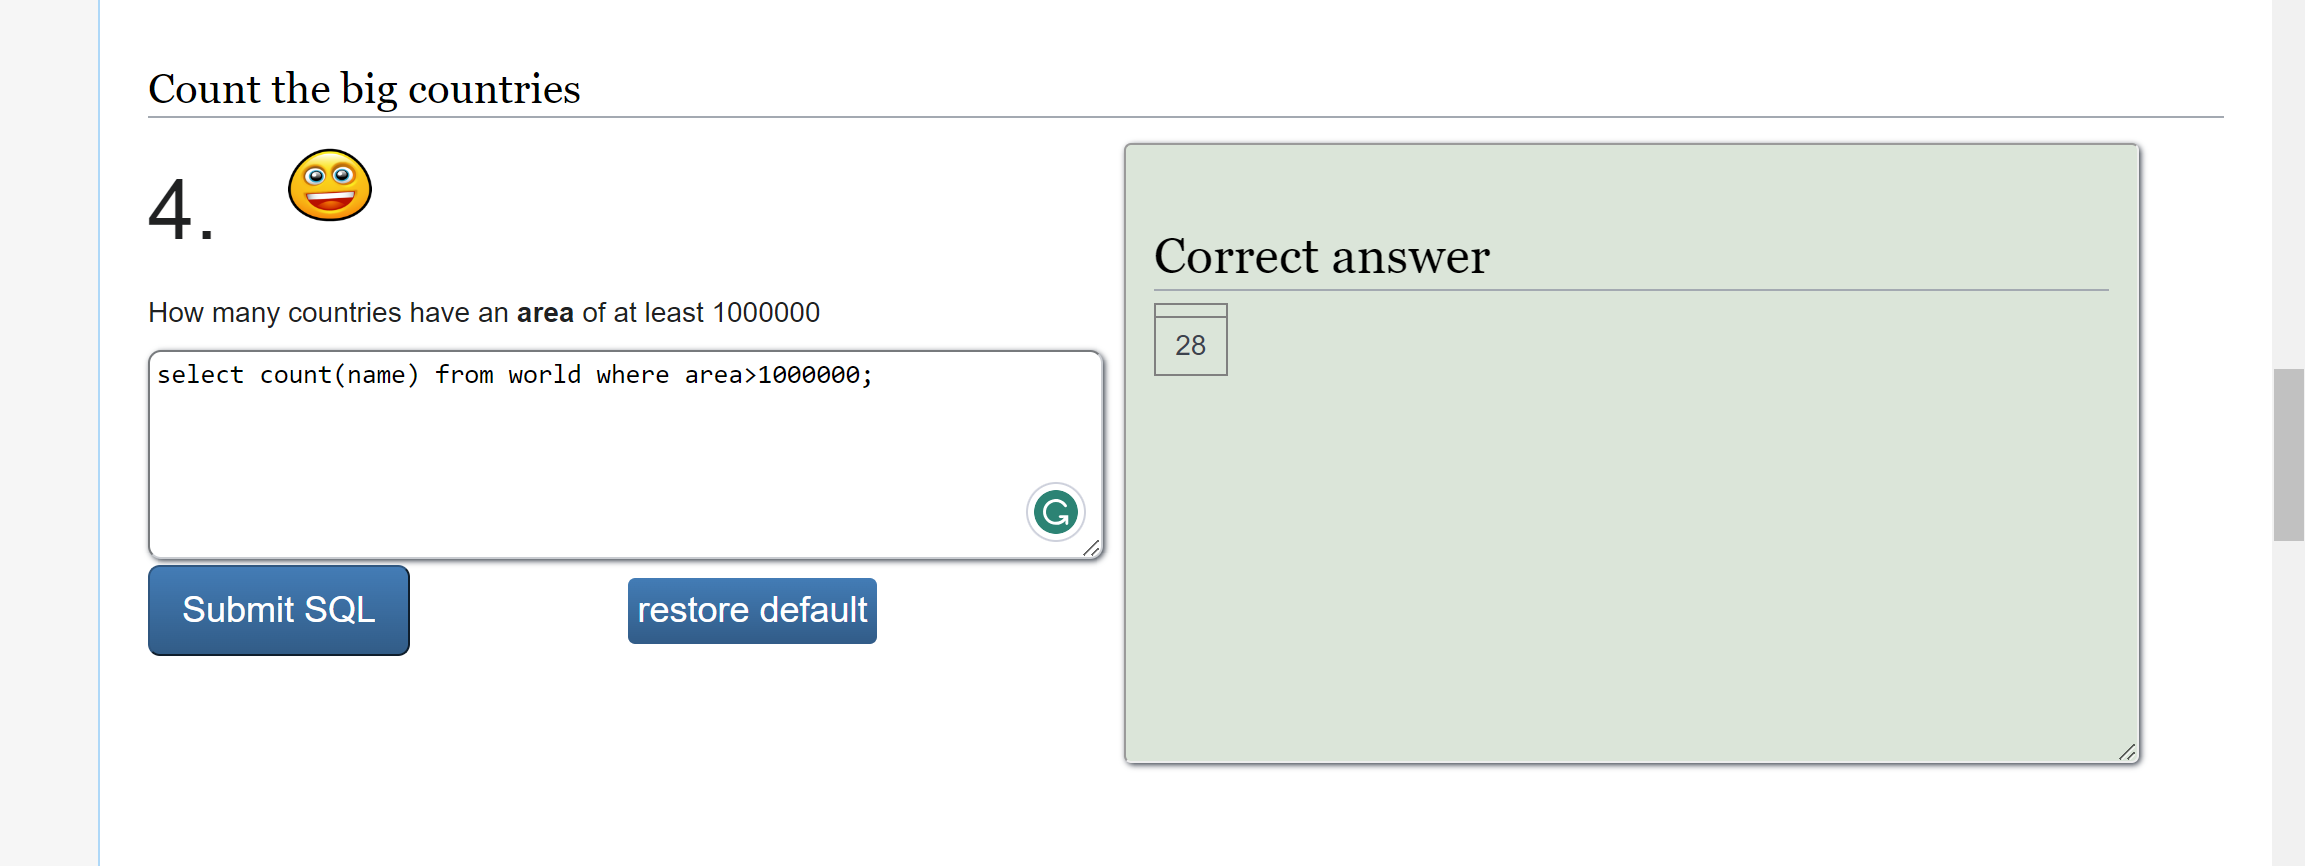 Count the big countries
4.
How many countries have an area of at least 1000000
select count(name) from world where area>1000000;
Submit SQL
restore default
Correct answer
28